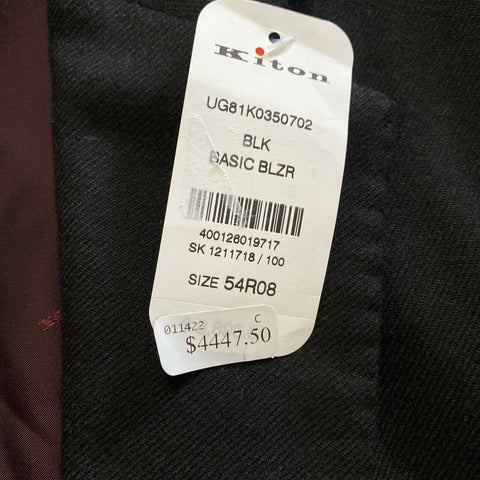 Kiton
UG81K0350702
BLK
BASIC BLZR
400126019717
SK 1211718 / 100
SIZE 54R08
011422 C
$4447.50